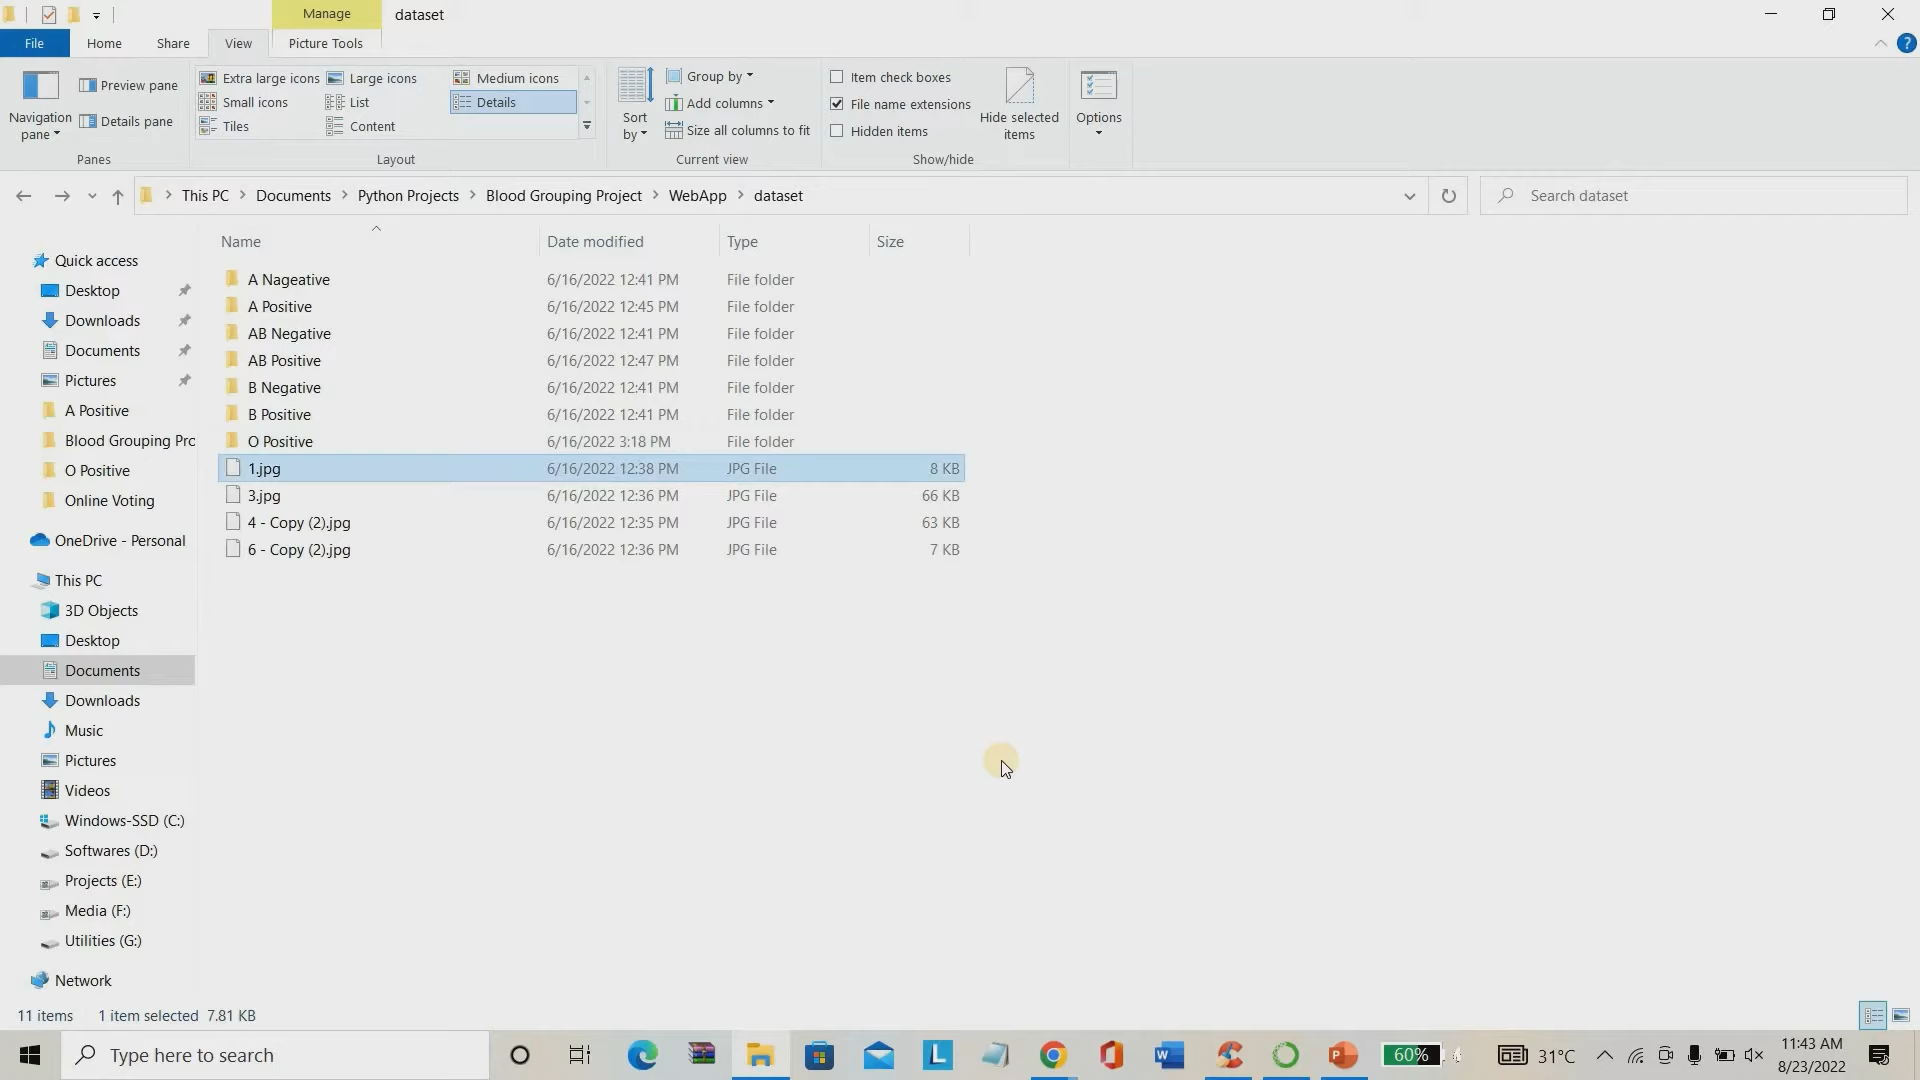 Manage dataset
File Home Share View Picture Tools
Navigation pane
Preview pane
Details pane
Panes
Extra large icons Large icons Medium icons
Small icons List Details
Tiles Content
Layout
Sort by
Group by
Add columns
Size all columns to fit
Current view
Item check boxes
File name extensions
Hidden items
Hide selected items
Show/hide
Options
This PC > Documents > Python Projects > Blood Grouping Project > WebApp > dataset
Search dataset
Quick access
Desktop
Downloads
Documents
Pictures
A Positive
Blood Grouping Pro
O Positive
Online Voting
OneDrive - Personal
This PC
3D Objects
Desktop
Documents
Downloads
Music
Pictures
Videos
Windows-SSD (C:)
Softwares (D:)
Projects (E:)
Media (F:)
Utilities (G:)
Network
Name Date modified Type Size
A Nageative 6/16/2022 12:41 PM File folder
A Positive 6/16/2022 12:45 PM File folder
AB Negative 6/16/2022 12:41 PM File folder
AB Positive 6/16/2022 12:47 PM File folder
B Negative 6/16/2022 12:41 PM File folder
B Positive 6/16/2022 12:41 PM File folder
O Positive 6/16/2022 3:18 PM File folder
1.jpg 6/16/2022 12:38 PM JPG File 8 KB
3.jpg 6/16/2022 12:36 PM JPG File 66 KB
4 - Copy (2).jpg 6/16/2022 12:35 PM JPG File 63 KB
6 - Copy (2).jpg 6/16/2022 12:36 PM JPG File 7 KB
11 items 1 item selected 7.81 KB
Type here to search
60%
31°C
11:43 AM
8/23/2022